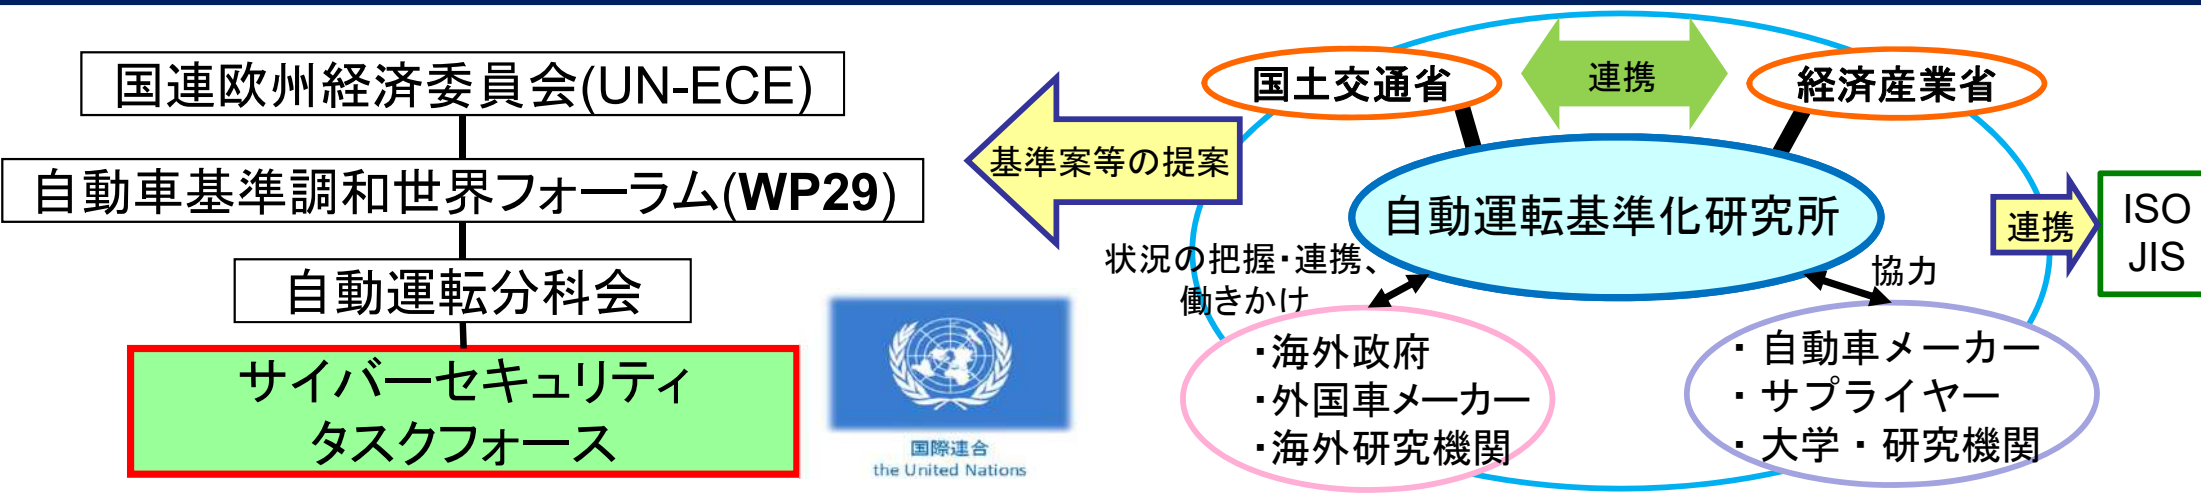 国連欧州経済委員会(UN-ECE)
自動車基準調和世界フォーラム(WP29)
自動運転分科会
サイバーセキュリティ
タスクフォース
国際連合
the United Nations
基準案等の提案
国土交通省
連携
経済産業省
自動運転基準化研究所
連携
ISO
JIS
状況の把握・連携、
働きかけ
協力
・海外政府
・外国車メーカー
・海外研究機関
・自動車メーカー
・サプライヤー
・大学・研究機関